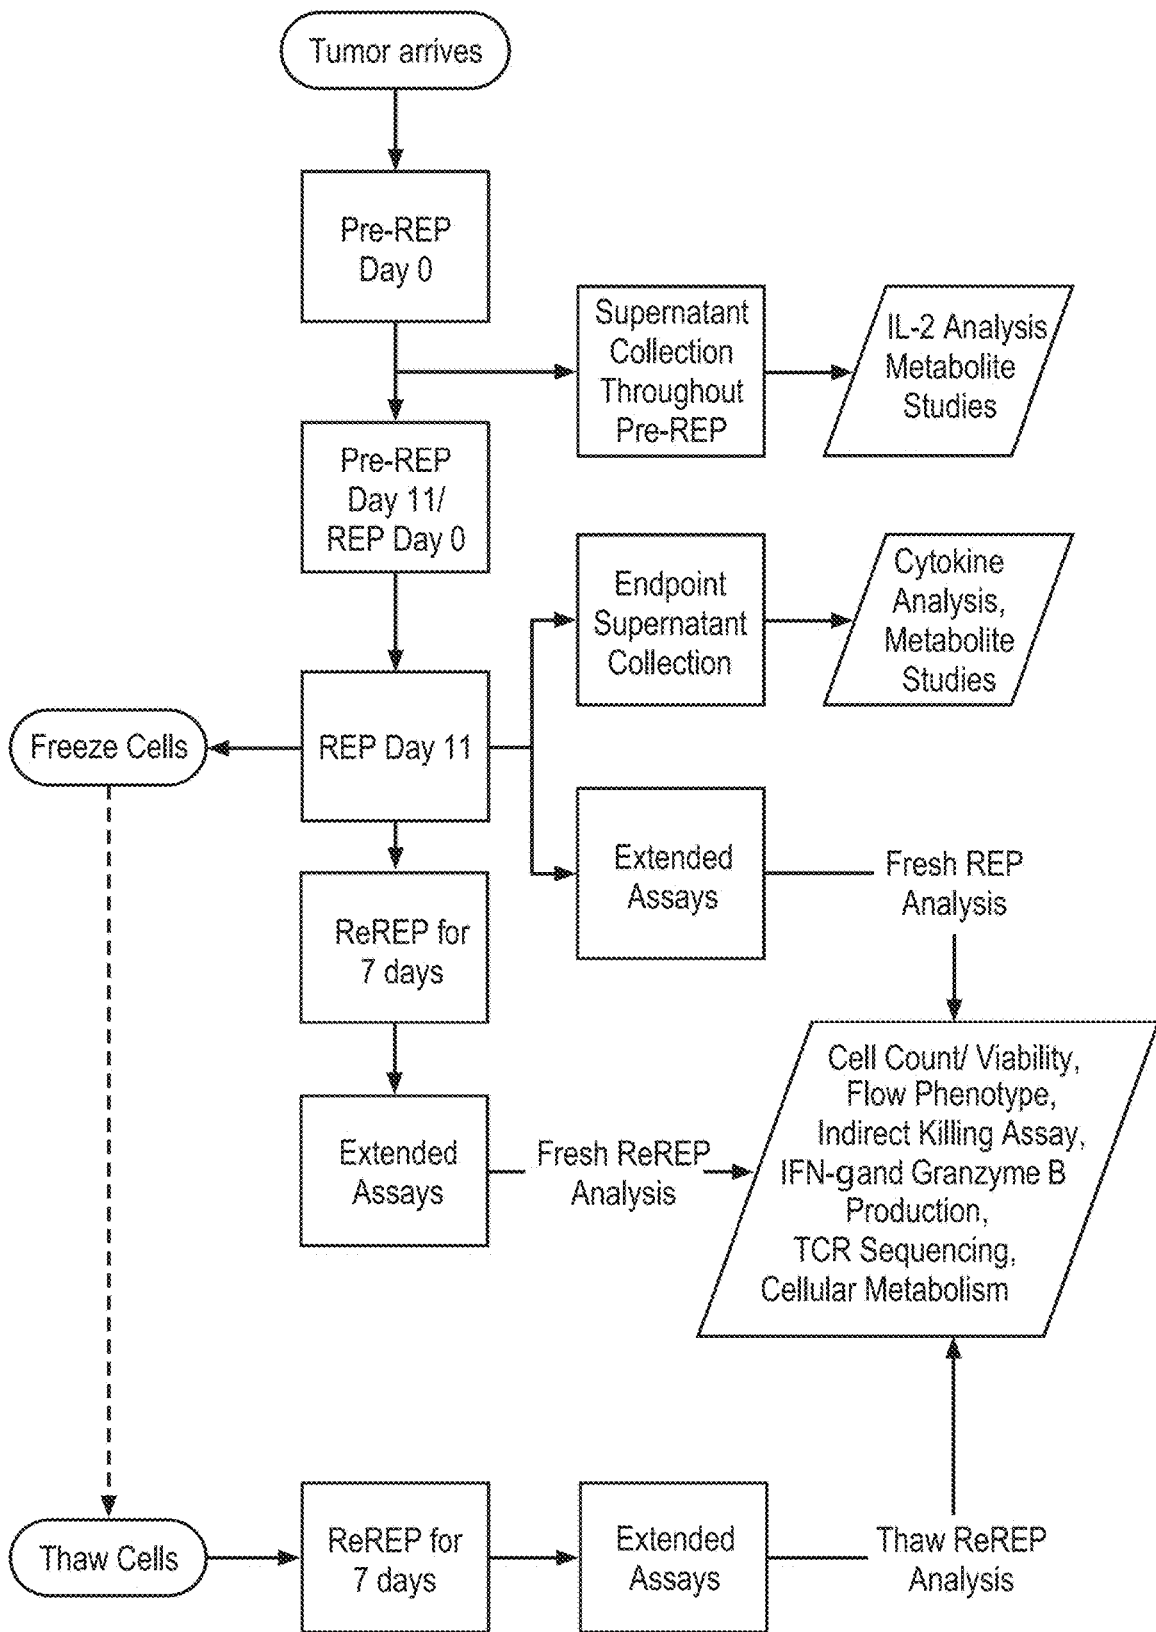 Tumor arrives
Pre-REP
Day 0
Supernatant
Collection
Throughout
Pre-REP
IL-2 Analysis
Metabolite
Studies
Pre-REP
Day 11/
REP Day 0
Endpoint
Supernatant
Collection
Cytokine
Analysis,
Metabolite
Studies
Freeze Cells
REP Day 11
Extended
Assays
Fresh REP
Analysis
ReREP for
7 days
Extended
Assays
Fresh ReREP
Analysis
Cell Count/ Viability,
Flow Phenotype,
Indirect Killing Assay,
IFN-gand Granzyme B
Production,
TCR Sequencing,
Cellular Metabolism
Thaw Cells
ReREP for
7 days
Extended
Assays
Thaw ReREP
Analysis